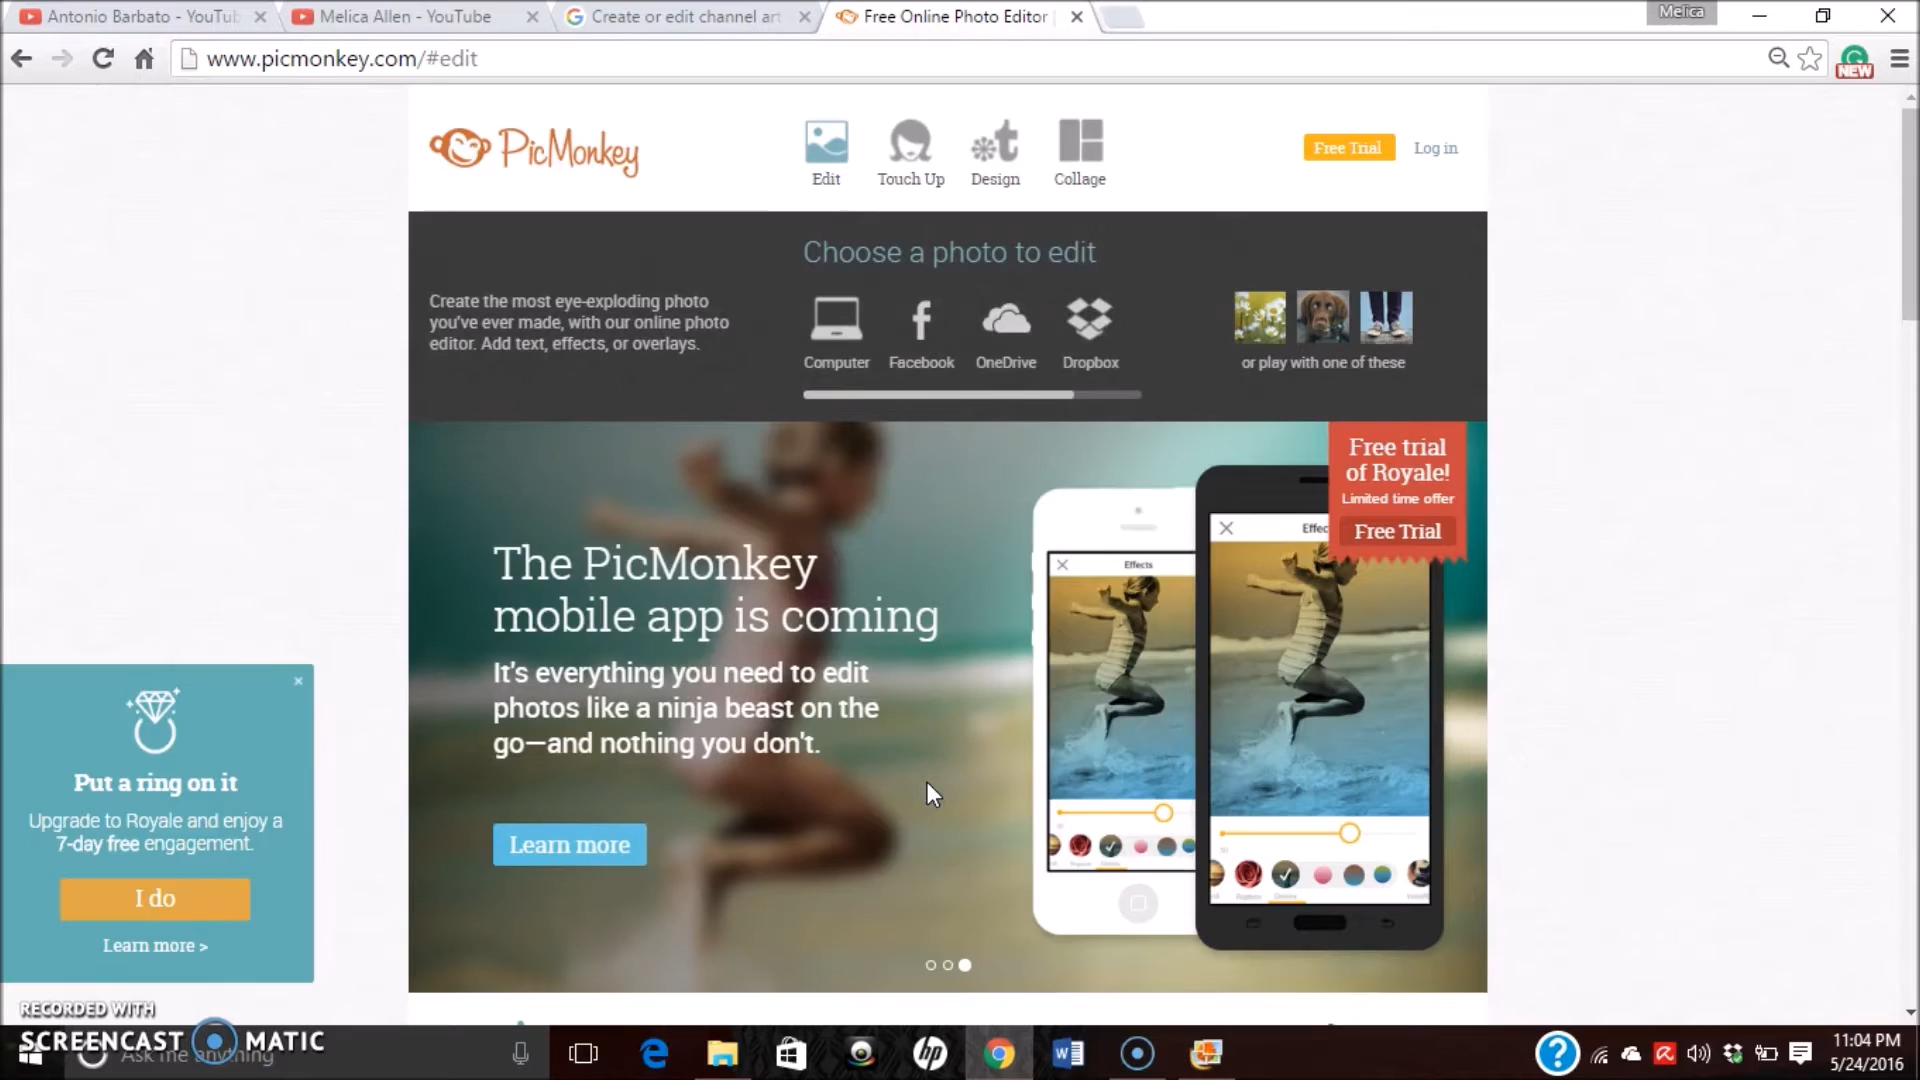 Antonio Barbato - YouTub
Melica Allen - YouTube
Create or edit channel art
Free Online Photo Editor
Melica
www.picmonkey.com/#edit
NEW
PicMonkey
Edit
Touch Up
Design
Collage
Free Trial
Log in
Choose a photo to edit
Create the most eye-exploding photo
you've ever made, with our online photo
editor. Add text, effects, or overlays.
Computer
Facebook
OneDrive
Dropbox
or play with one of these
Free trial
of Royale!
Limited time offer
Free Trial
The PicMonkey
mobile app is coming
It's everything you need to edit
photos like a ninja beast on the
go—and nothing you don't.
Learn more
Effects
Effec
Put a ring on it
Upgrade to Royale and enjoy a
7-day free engagement.
I do
Learn more >
RECORDED WITH
SCREENCAST MATIC
Ask me anything
hp
11:04 PM
5/24/2016